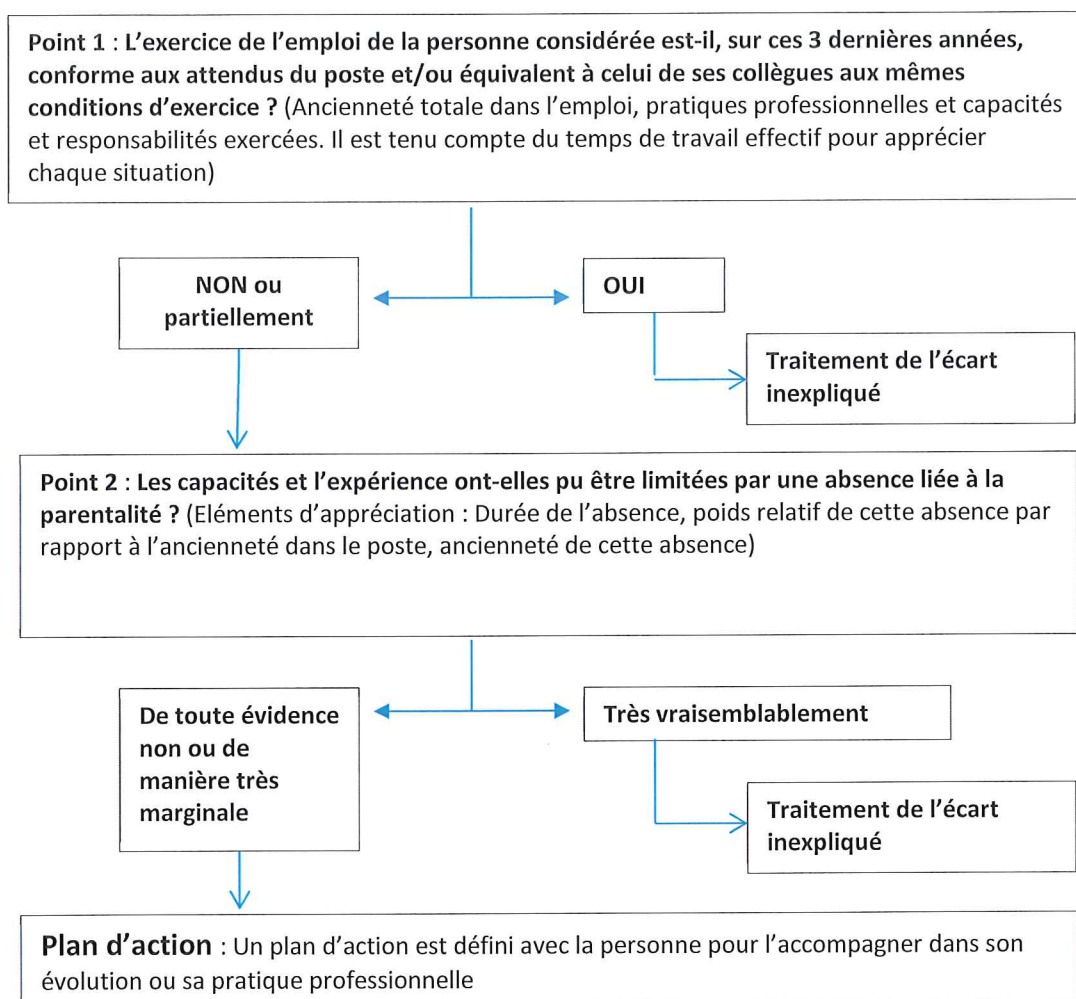 Point 1 : L'exercice de l'emploi de la personne considérée est-il, sur ces 3 dernières années,
conforme aux attendus du poste et/ou équivalent à celui de ses collègues aux mêmes
conditions d'exercice ? (Ancienneté totale dans l'emploi, pratiques professionnelles et capacités
et responsabilités exercées. Il est tenu compte du temps de travail effectif pour apprécier
chaque situation)
NON ou
partiellement
OUI
Traitement de l'écart
inexpliqué
Point 2 : Les capacités et l'expérience ont-elles pu être limitées par une absence liée à la
parentalité ? (Eléments d'appréciation : Durée de l'absence, poids relatif de cette absence par
rapport à l'ancienneté dans le poste, ancienneté de cette absence)
De toute évidence
non ou de
manière très
marginale
Très vraisemblablement
Traitement de l'écart
inexpliqué
Plan d'action : Un plan d'action est défini avec la personne pour l'accompagner dans son
évolution ou sa pratique professionnelle